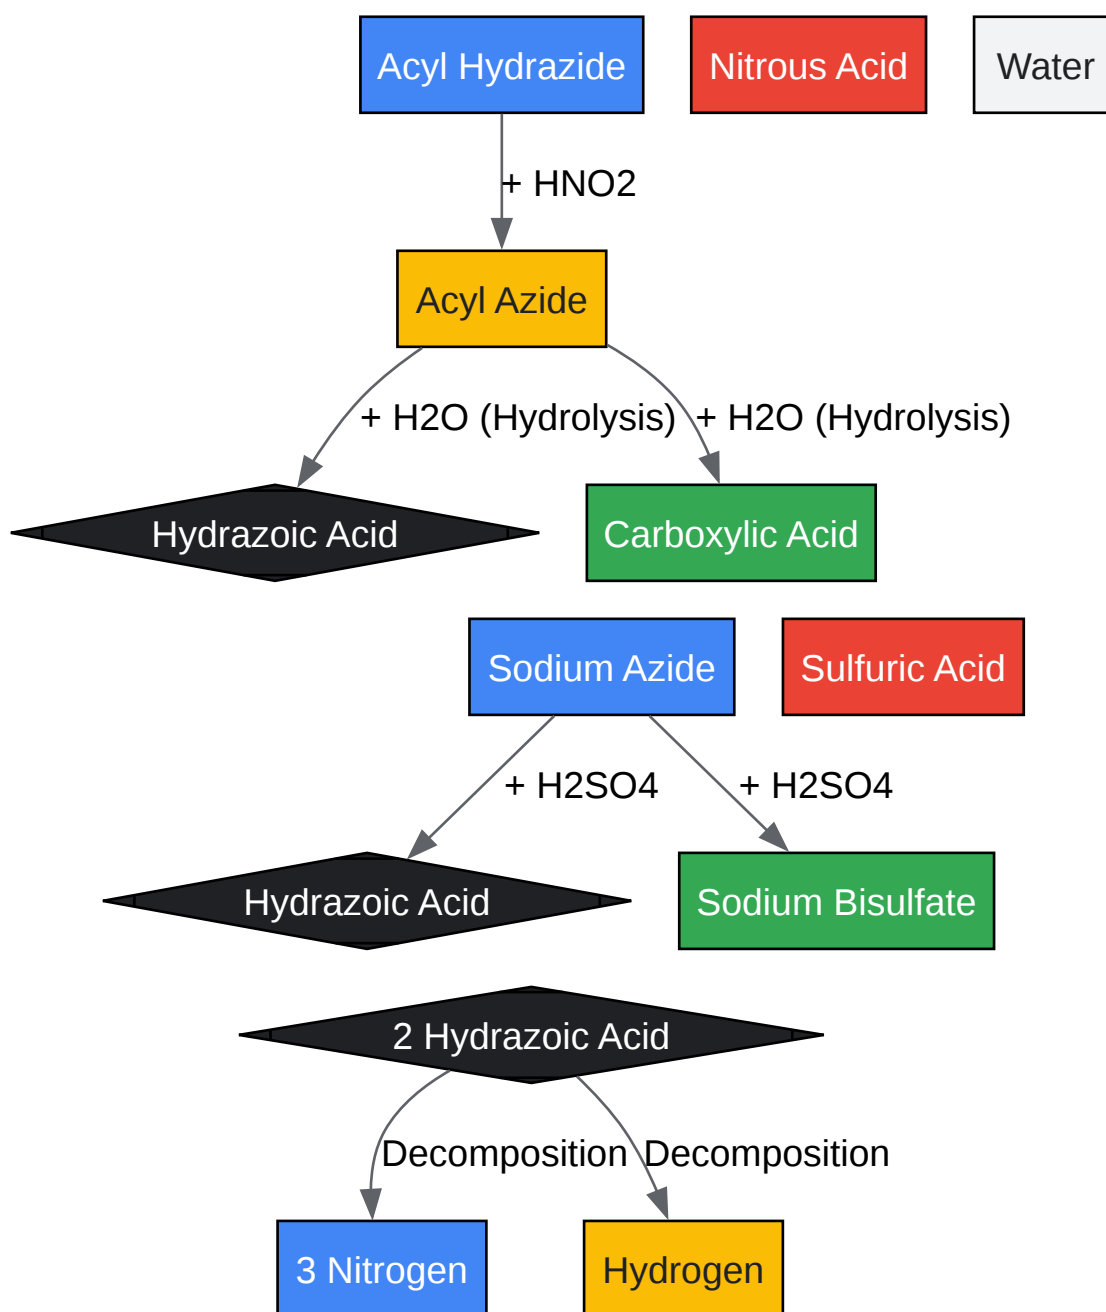 Acyl Hydrazide
Nitrous Acid
Water
+ HNO2
Acyl Azide
+ H2O (Hydrolysis)
+ H2O (Hydrolysis)
Hydrazoic Acid
Carboxylic Acid
Sodium Azide
Sulfuric Acid
+ H2SO4
+ H2SO4
Hydrazoic Acid
Sodium Bisulfate
2 Hydrazoic Acid
Decomposition
Decomposition
3 Nitrogen
Hydrogen